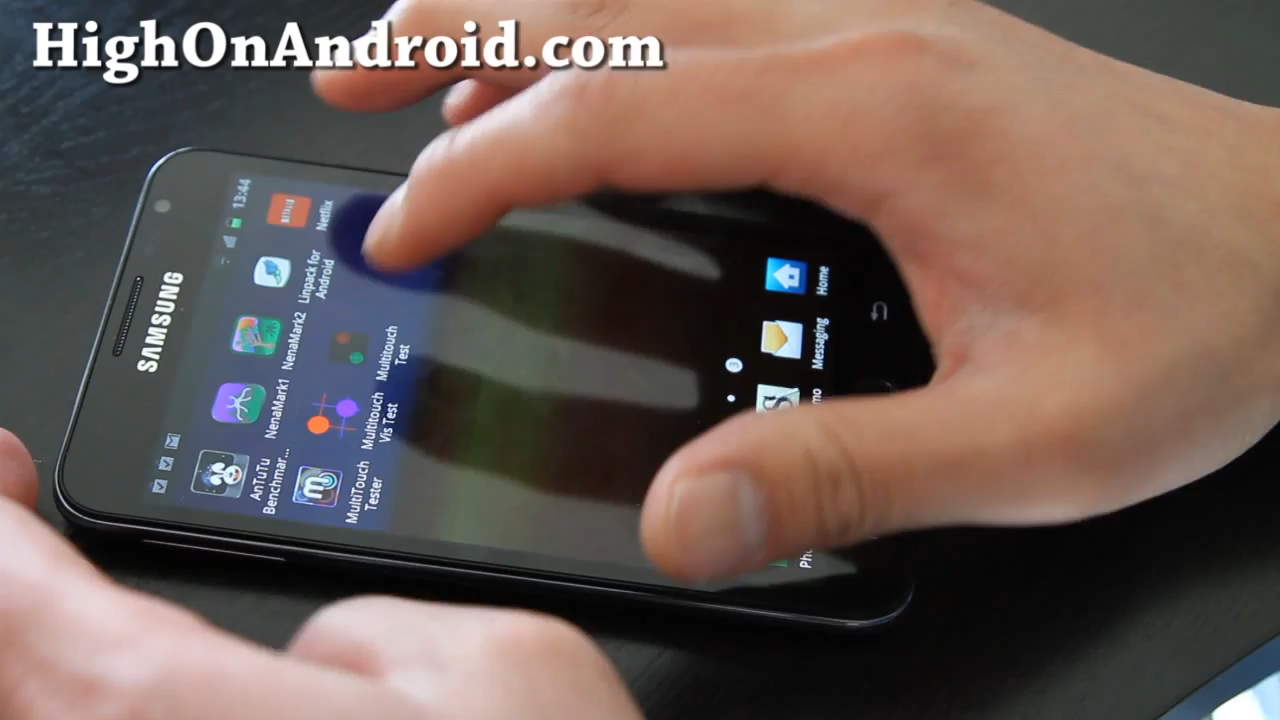 HighOnAndroid.com
SAMSUNG
13:44
AnTuTu
Benchmar...
NenaMark1
NenaMark2
Linpack for
Android
Netflix
MultiTouch
Tester
Multitouch
Vis Test
Multitouch
Test
3
Messaging
Home